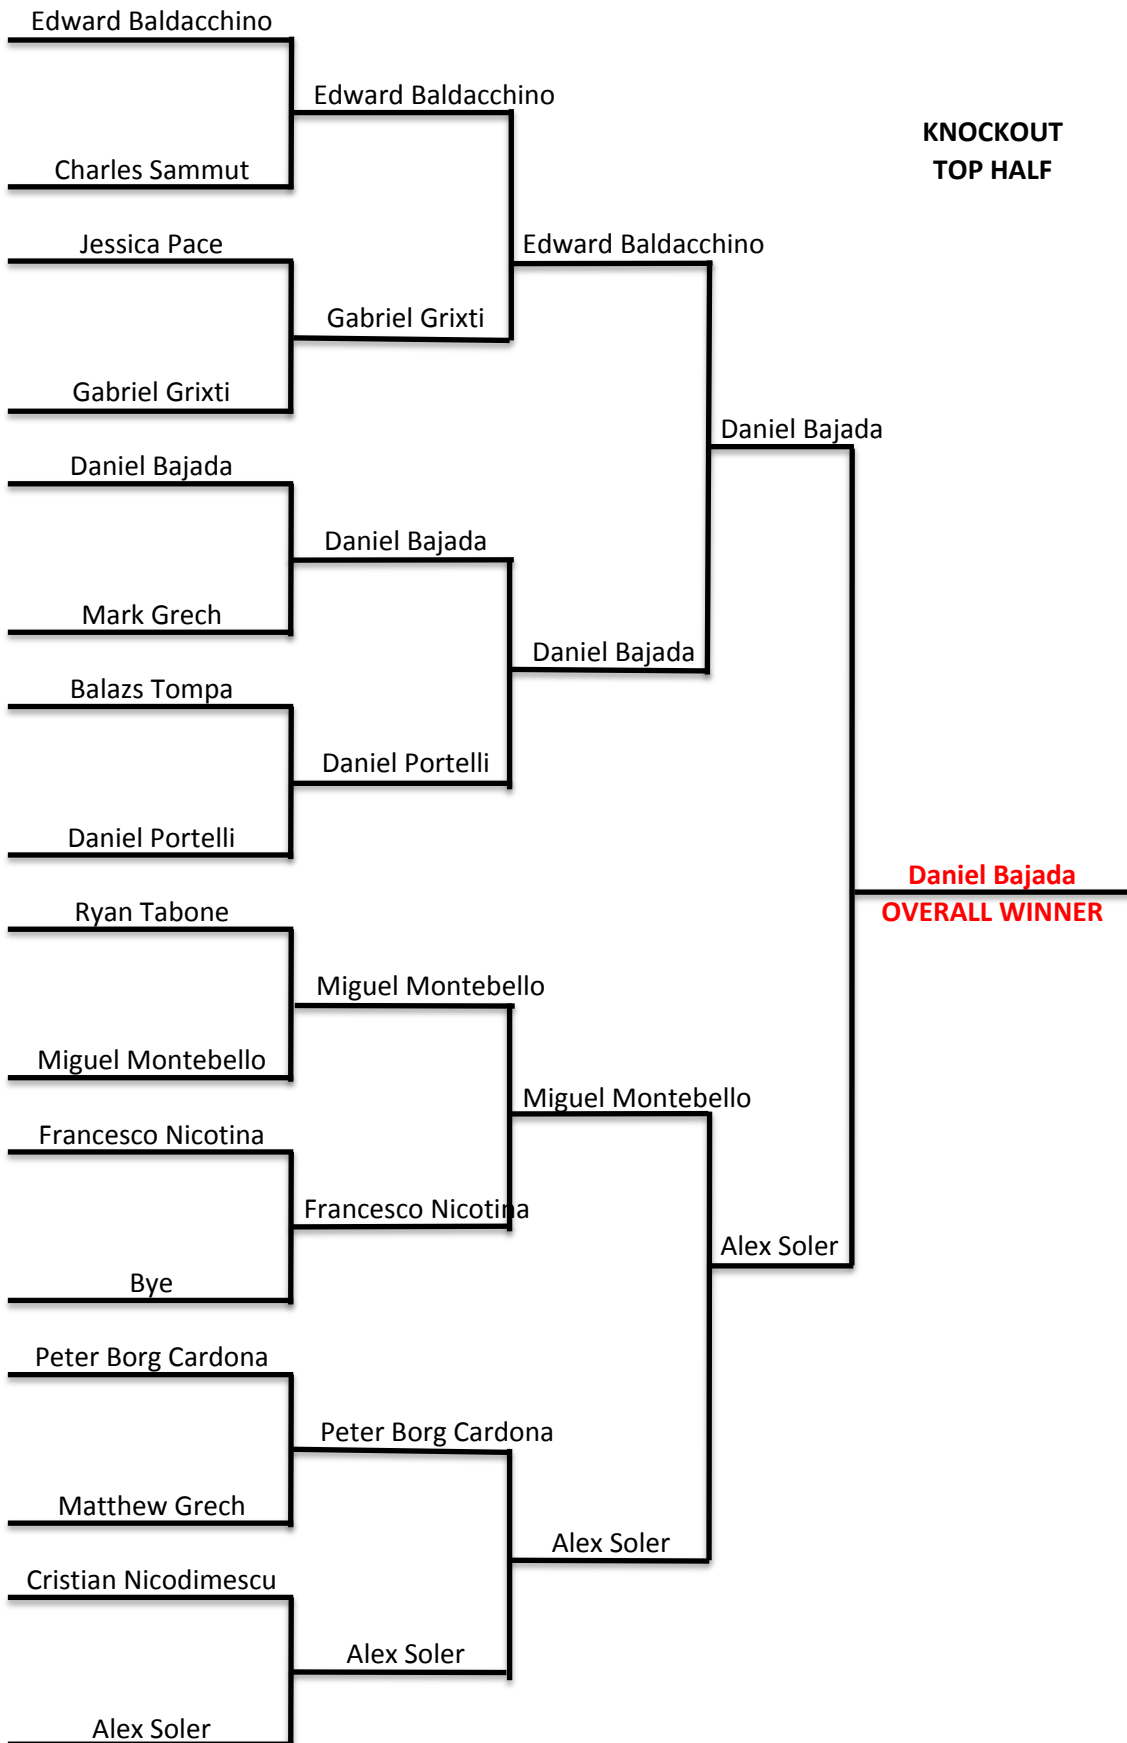 Edward Baldacchino
Edward Baldacchino
KNOCKOUT
TOP HALF
Charles Sammut
Jessica Pace
Edward Baldacchino
Gabriel Grixti
Gabriel Grixti
Daniel Bajada
Daniel Bajada
Daniel Bajada
Mark Grech
Daniel Bajada
Balazs Tompa
Daniel Portelli
Daniel Portelli
Daniel Bajada
OVERALL WINNER
Ryan Tabone
Miguel Montebello
Miguel Montebello
Miguel Montebello
Francesco Nicotina
Francesco Nicotina
Alex Soler
Bye
Peter Borg Cardona
Peter Borg Cardona
Matthew Grech
Alex Soler
Cristian Nicodimescu
Alex Soler
Alex Soler